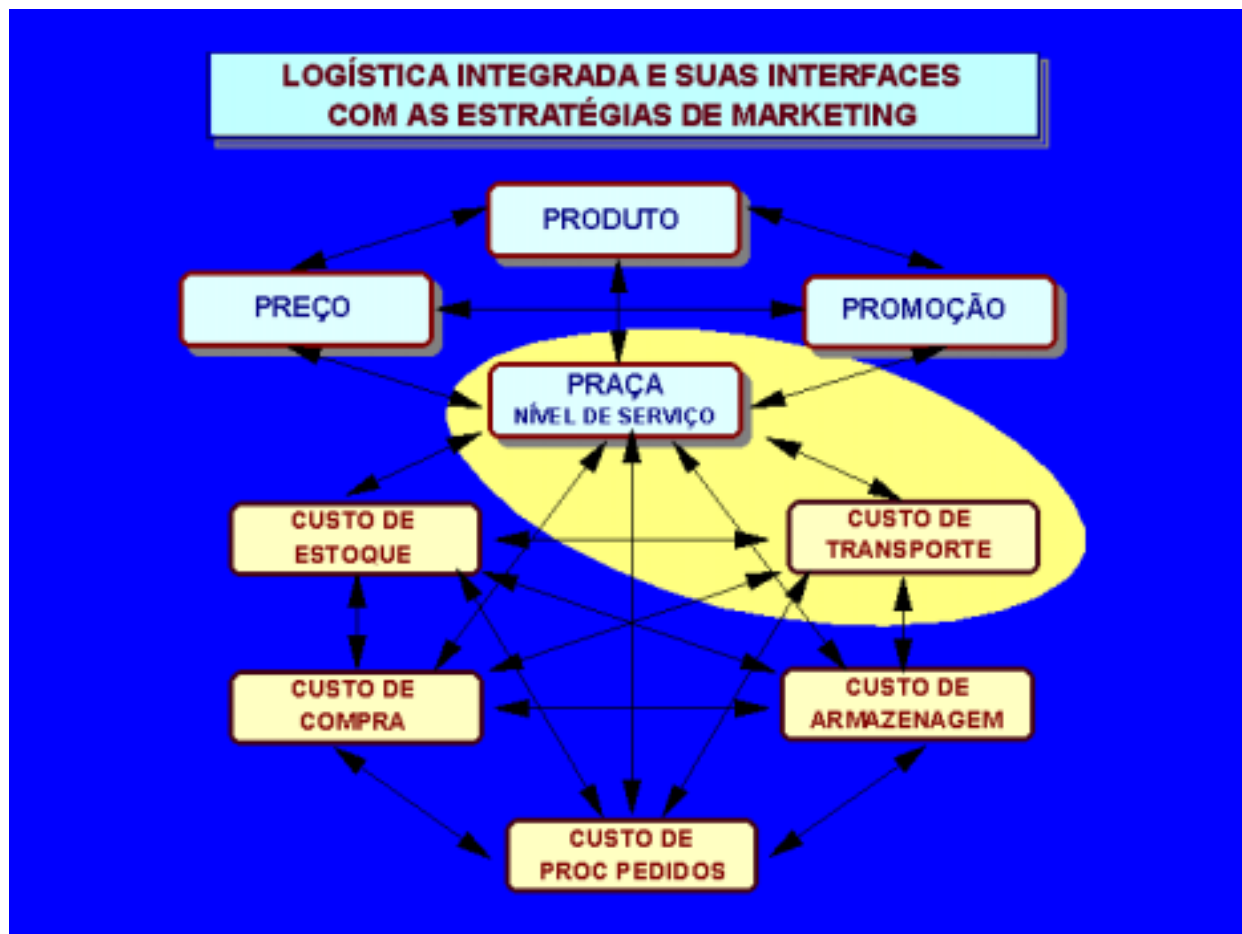 LOGÍSTICA INTEGRADA E SUAS INTERFACES
COM AS ESTRATÉGIAS DE MARKETING
PRODUTO
PREÇO
PROMOÇÃO
PRAÇA
NÍVEL DE SERVIÇO
CUSTO DE
ESTOQUE
CUSTO DE
TRANSPORTE
CUSTO DE
COMPRA
CUSTO DE
ARMAZENAGEM
CUSTO DE
PROC PEDIDOS